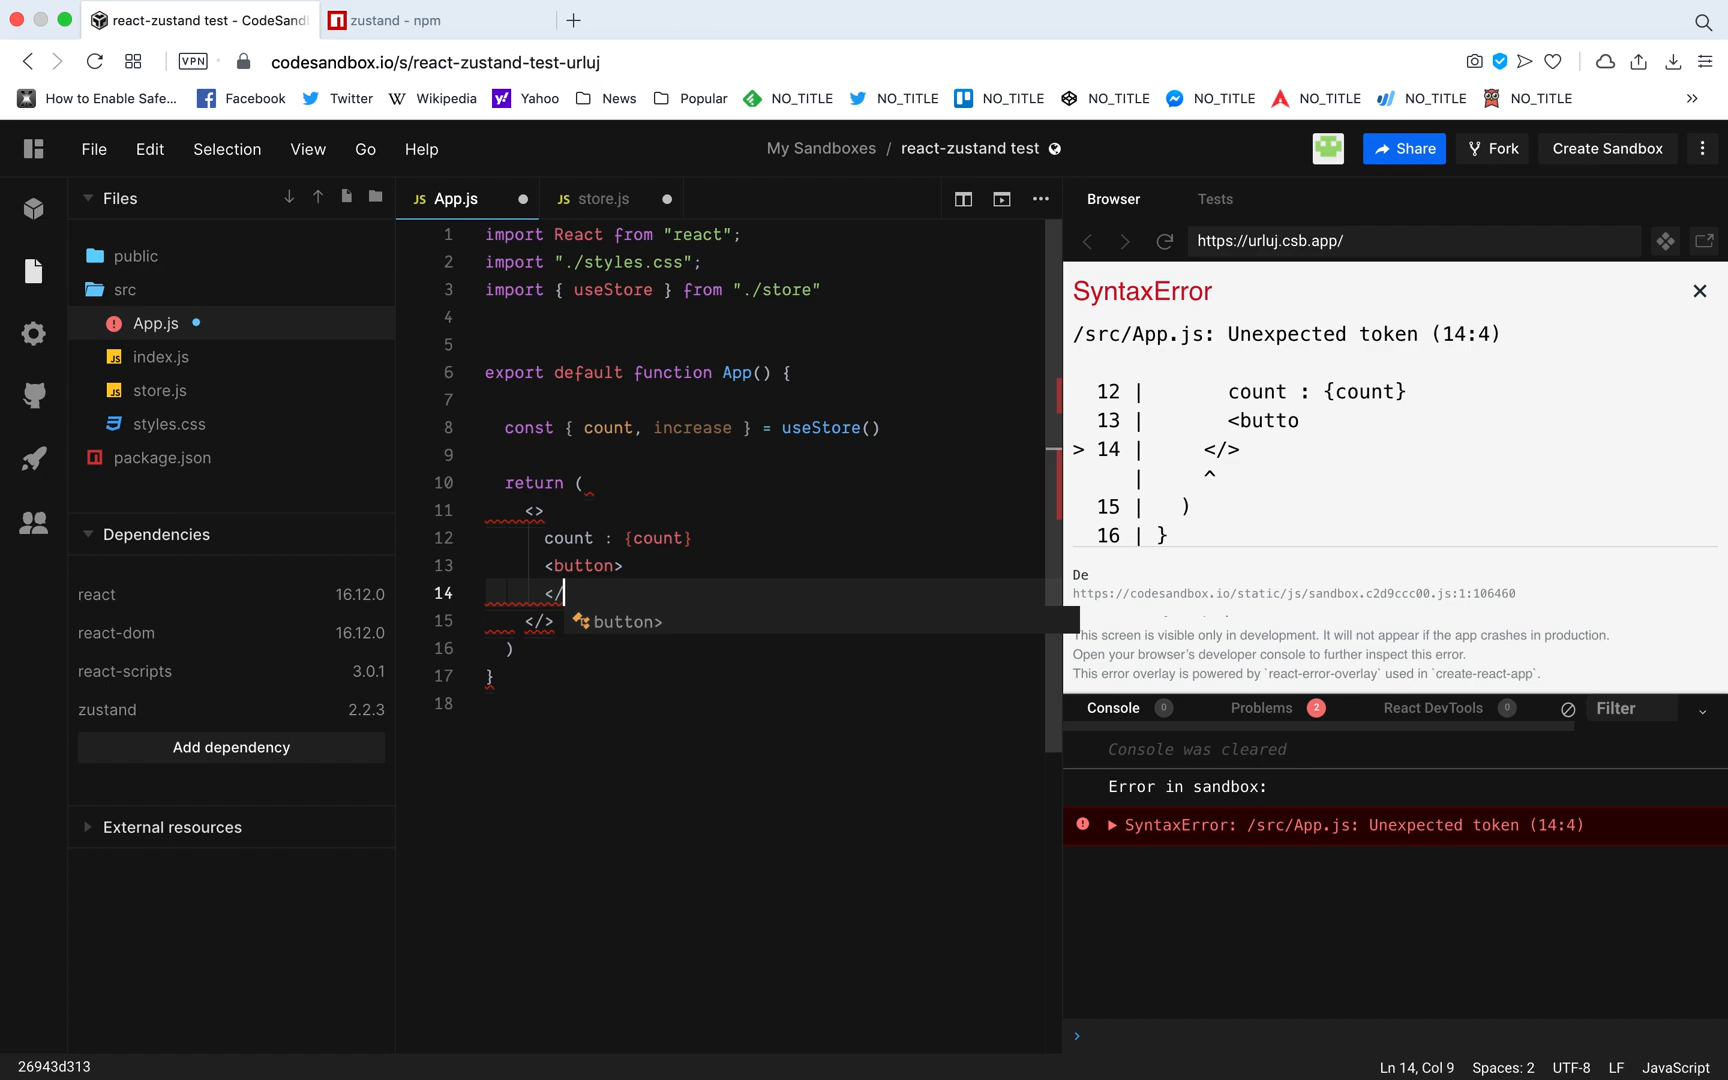 react-zustand test - CodeSandb
zustand - npm
VPN
codesandbox.io/s/react-zustand-test-urluj
How to Enable Safe... Facebook Twitter Wikipedia Yahoo News Popular NO_TITLE NO_TITLE NO_TITLE NO_TITLE NO_TITLE NO_TITLE NO_TITLE NO_TITLE
File Edit Selection View Go Help
My Sandboxes / react-zustand test
Share Fork Create Sandbox
Files
public
src
App.js
JS index.js
JS store.js
styles.css
package.json
Dependencies
react 16.12.0
react-dom 16.12.0
react-scripts 3.0.1
zustand 2.2.3
Add dependency
External resources
JS App.js JS store.js
1 import React from "react";
2 import "./styles.css";
3 import { useStore } from "./store"
4
5
6 export default function App() {
7
8 const { count, increase } = useStore()
9
10 return (
11 <>
12 count : {count}
13 <button>
14 </
15 </> button>
16 )
17 }
18
Browser Tests
https://urluj.csb.app/
SyntaxError
/src/App.js: Unexpected token (14:4)
12 | count : {count}
13 | <butto
> 14 | </>
| ^
15 | )
16 | }
De
https://codesandbox.io/static/js/sandbox.c2d9ccc00.js:1:106460
This screen is visible only in development. It will not appear if the app crashes in production.
Open your browser's developer console to further inspect this error.
This error overlay is powered by `react-error-overlay` used in `create-react-app`.
Console 0 Problems 2 React DevTools 0 Filter
Console was cleared
Error in sandbox:
SyntaxError: /src/App.js: Unexpected token (14:4)
26943d313
Ln 14, Col 9 Spaces: 2 UTF-8 LF JavaScript